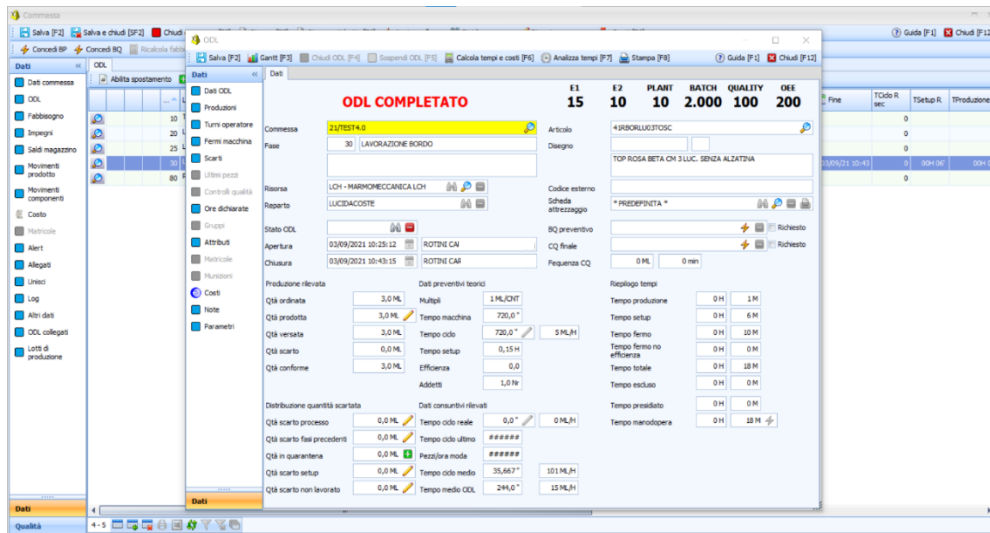 Commessa
Salva [F2] Salva e chiudi [SF2] Chiudi Guida [F1] Chiudi [F12
Concedi BP Concedi BQ Ricalcola
ODL
Salva [F2] Gantt [F3] Chiudi ODL [F4] Suspendi ODL [F5] Calcola tempi e costi [F6] Analizza tempi [F7] Stampa [F8] Guida [F1] Chiudi [F12]
Dati
Dati commessa
ODL
Fabbisogno
Impegni
Saldi magazzino
Movimenti prodotto
Movimenti componenti
Costo
Matricole
Alert
Allegati
Unisci
Log
Altri dati
ODL collegati
Lotti di produzione
Dati
Qualità
ODL
Abilita spostamento
10
20
25
30
80
4-5
Fine TCiclo R sec TSetup R TProduzione
0
0
0
03/09/21 10:43 0 00H 06' 00H
0
Dati
Dati ODL
Produzioni
Turni operatore
Fermi macchina
Scarti
Ultimi pezzi
Controlli qualità
Ore dichiarate
Gruppi
Attributi
Matricole
Munizioni
Costi
Note
Parametri
Dati
Dati
ODL COMPLETATO
E1 E2 PLANT BATCH QUALITY OEE
15 10 10 2.000 100 200
Commessa 21/TEST4.0 Articolo 41RBORLU03TOSC
Fase 30 LAVORAZIONE BORDO Disegno
TOP ROSA BETA CM 3 LUC. SENZA ALZATINA
Risorsa LCH - MARMOMECCANICA LCH Codice esterno
Reparto LUCIDACOSTE Scheda attrezzaggio * PREDEFINITA *
Stato ODL BQ preventivo Richiesto
Apertura 03/09/2021 10:25:12 ROTINI CAR CQ finale Richiesto
Chiusura 03/09/2021 10:43:15 ROTINI CAR Fequenza CQ 0 ML 0 min
Produzione rilevata Dati preventivi teorici Riepilogo tempi
Qtà ordinata 3,0 ML Multipli 1 ML/CNT Tempo produzione 0 H 1 M
Qtà prodotta 3,0 ML Tempo macchina 720,0 " Tempo setup 0 H 6 M
Qtà versata 3,0 ML Tempo ciclo 720,0 " 5 ML/H Tempo fermo 0 H 10 M
Qtà scarto 0,0 ML Tempo setup 0,15 H Tempo fermo no efficienza 0 H 0 M
Qtà conforme 3,0 ML Efficienza 0,0 Tempo totale 0 H 18 M
Addetti 1,0 Nr Tempo escluso 0 H 0 M
Distribuzione quantità scartata Dati consuntivi rilevati Tempo presidiato 0 H 0 M
Qtà scarto processo 0,0 ML Tempo ciclo reale 0,0 " 0 ML/H Tempo manodopera 0 H 18 M
Qtà scarto fasi precedenti 0,0 ML Tempo ciclo ultimo ######
Qtà in quarantena 0,0 ML Pezzi/ora moda ######
Qtà scarto setup 0,0 ML Tempo ciclo medio 35,667 " 101 ML/H
Qtà scarto non lavorato 0,0 ML Tempo medio ODL 244,0 " 15 ML/H